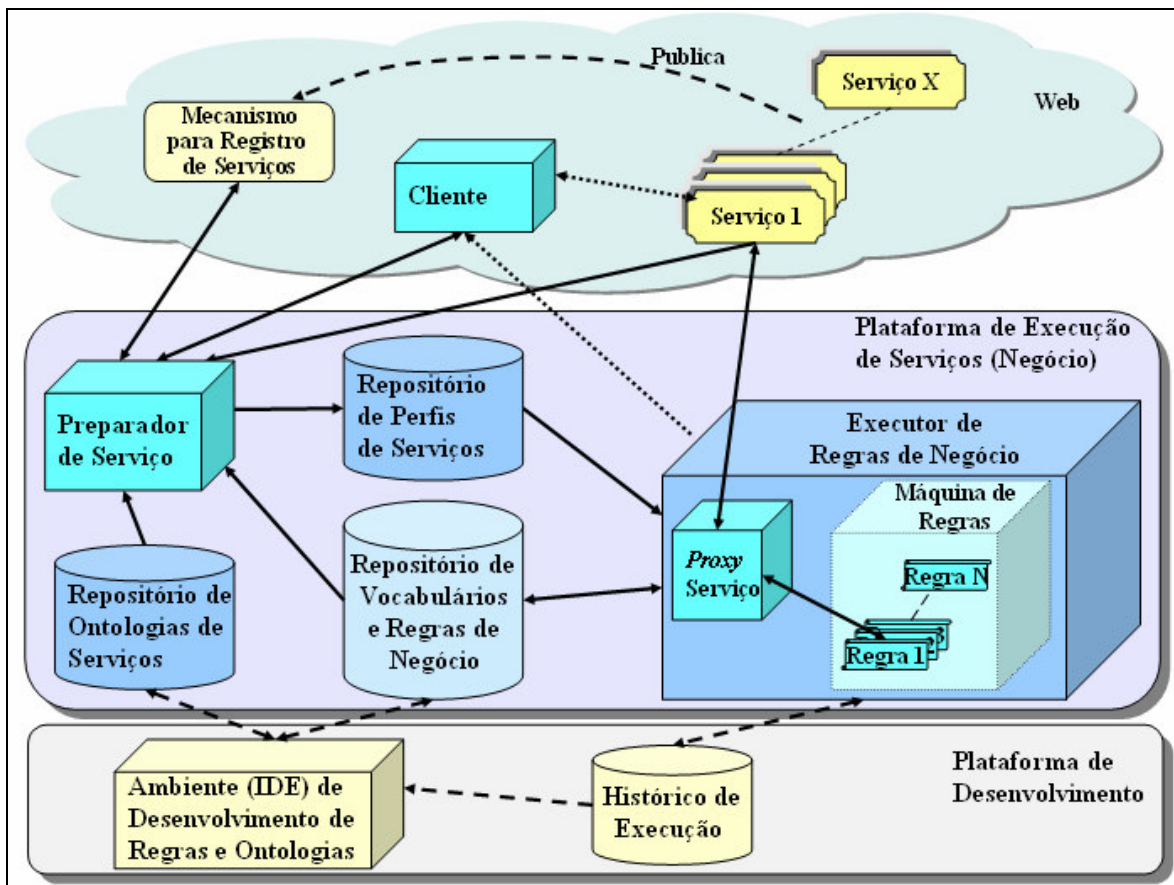 Publica
Serviço X
Web
Mecanismo
para Registro
de Serviços
Cliente
Serviço 1
Plataforma de Execução
de Serviços (Negócio)
Repositório
de Perfis
de Serviços
Preparador
de Serviço
Executor de
Regras de Negócio
Máquina de
Regras
Proxy
Serviço
Regra N
Regra 1
Repositório de
Ontologias de
Serviços
Repositório de
Vocabulários
e Regras de
Negócio
Ambiente (IDE) de
Desenvolvimento de
Regras e Ontologias
Histórico de
Execução
Plataforma de
Desenvolvimento